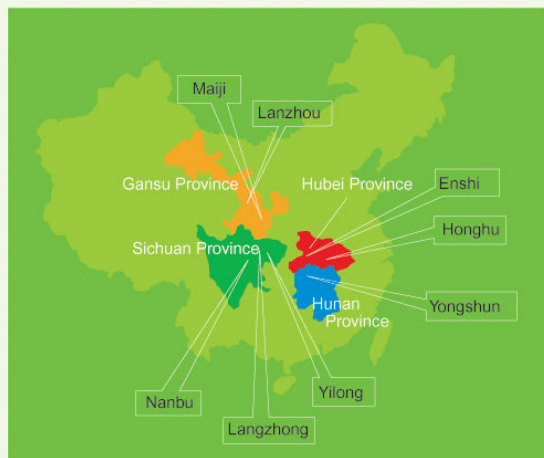 Maiji
Lanzhou
Gansu Province
Hubei Province
Enshi
Honghu
Sichuan Province
Hunan
Province
Yongshun
Nanbu
Yilong
Langzhong